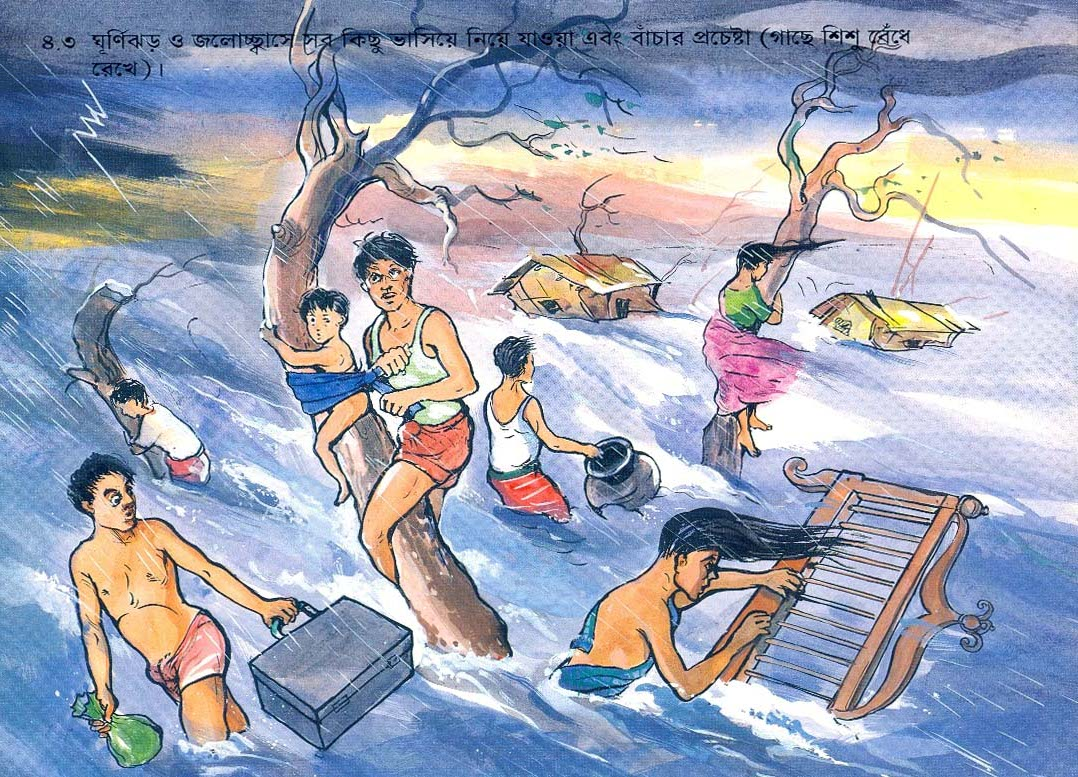 ৪.৩ ঘূর্ণিঝড় ও জলোচ্ছ্বাসে সব কিছু ভাসিয়ে নিয়ে যাওয়া এবং বাঁচার প্রচেষ্টা (গাছে শিশু বেঁধে
রেখে)।